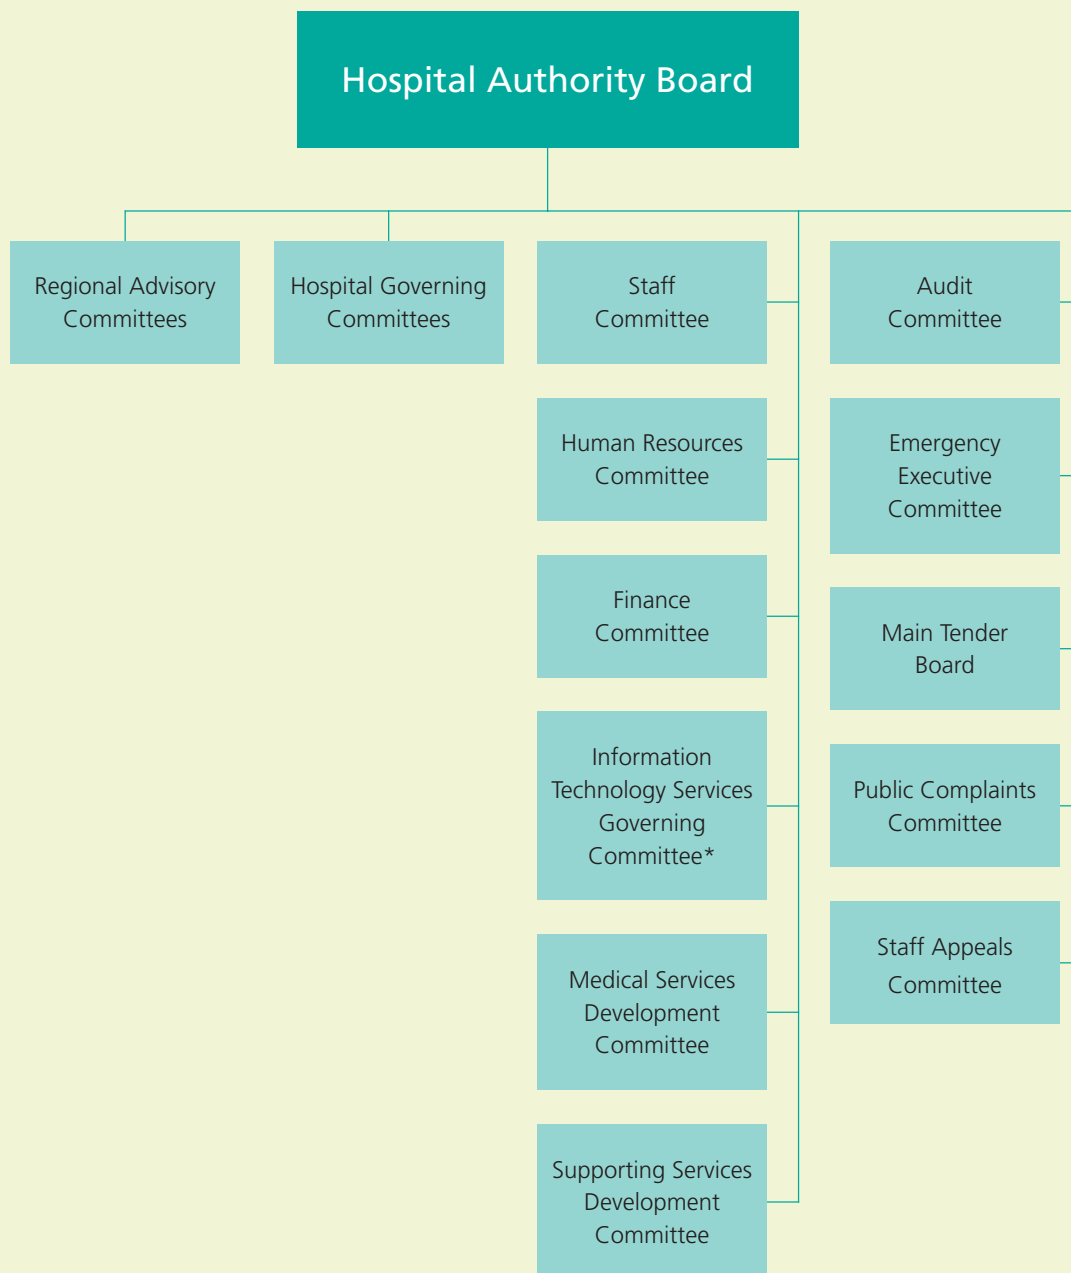 Hospital Authority Board
Regional Advisory
Committees
Hospital Governing
Committees
Staff
Committee
Audit
Committee
Human Resources
Committee
Emergency
Executive
Committee
Finance
Committee
Main Tender
Board
Information
Technology Services
Governing
Committee*
Public Complaints
Committee
Medical Services
Development
Committee
Staff Appeals
Committee
Supporting Services
Development
Committee